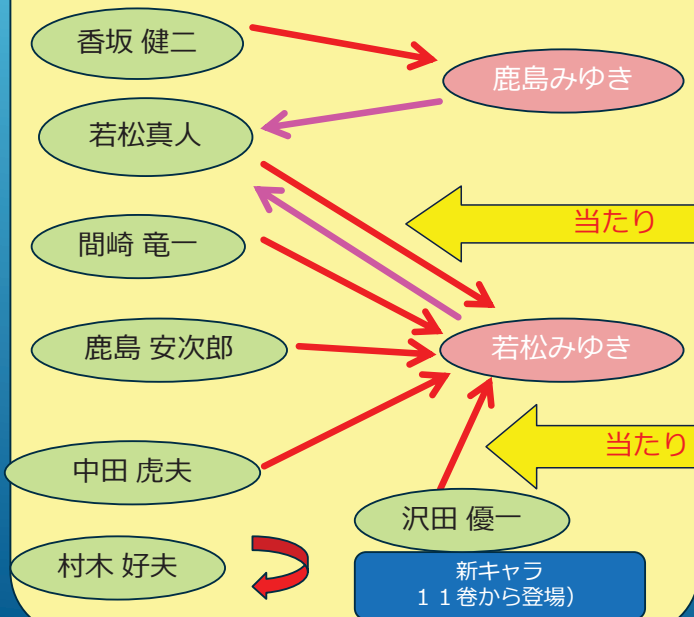 香坂 健二
鹿島みゆき
若松真人
当たり
間崎 竜一
鹿島 安次郎
若松みゆき
当たり
中田 虎夫
沢田 優一
村木 好夫
新キャラ
１１巻から登場）